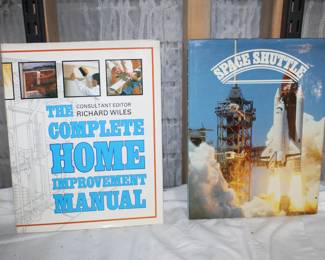 CONSULTANT EDITOR
RICHARD WILES
THE
COMPLETE
HOME
IMPROVEMENT
MANUAL
SPACE SHUTTLE